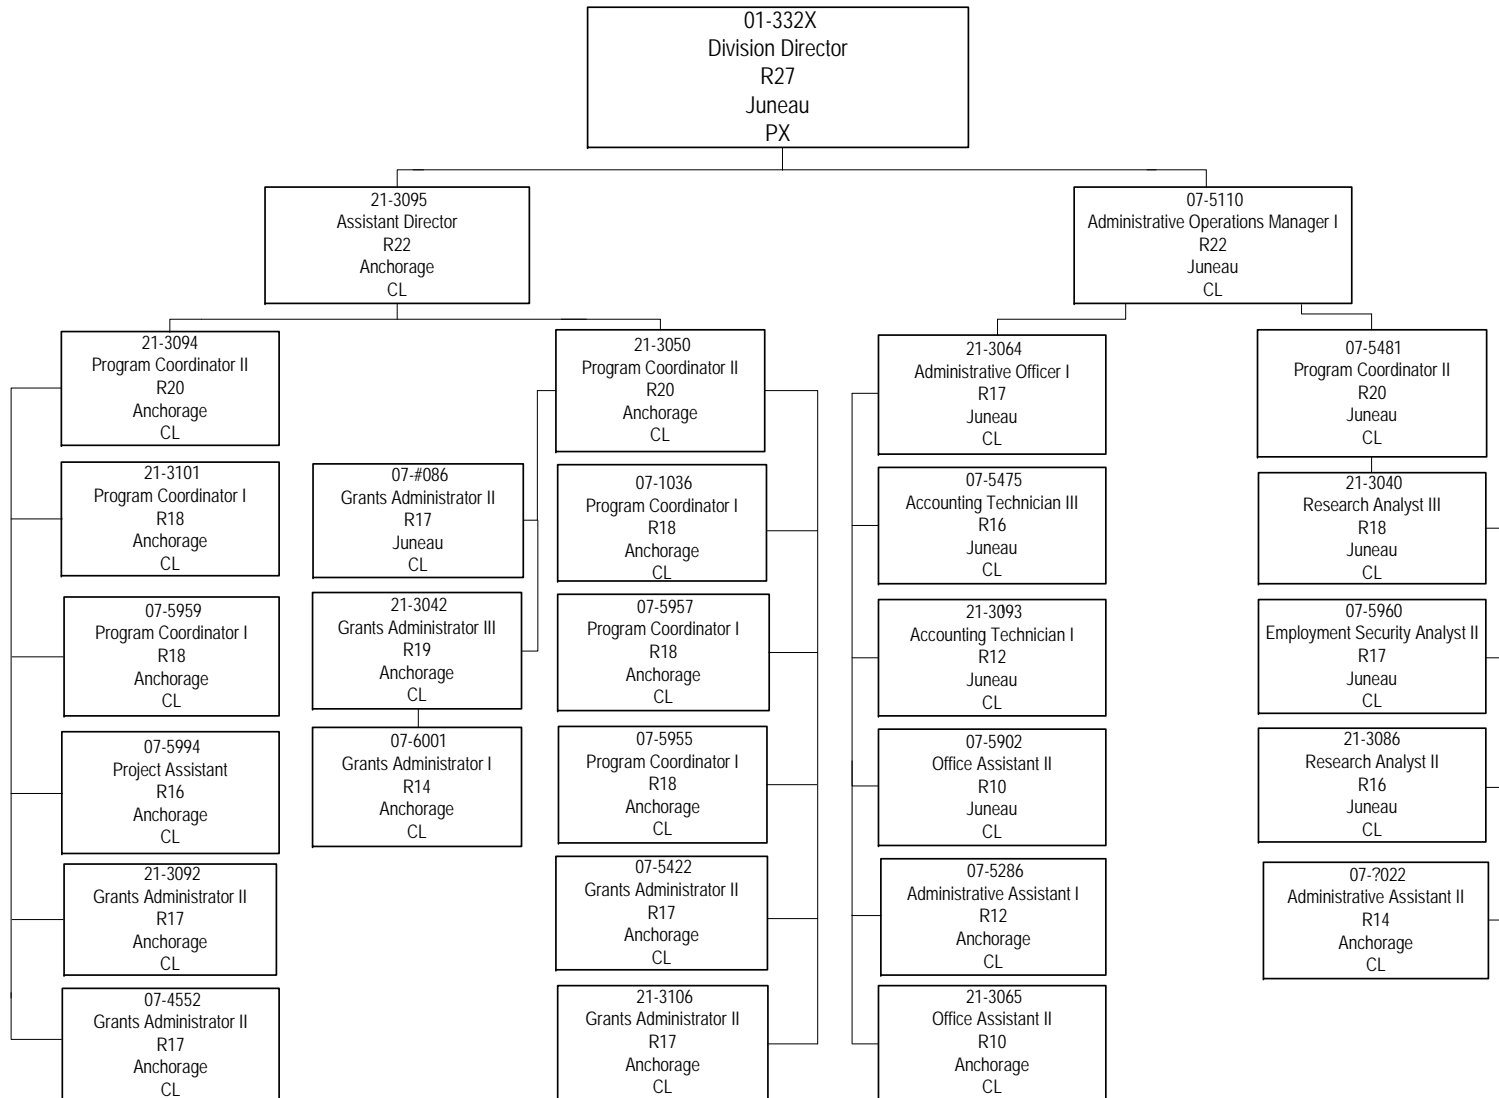 01-332X
Division Director
R27
Juneau
PX
21-3095
Assistant Director
R22
Anchorage
CL
07-5110
Administrative Operations Manager I
R22
Juneau
CL
21-3094
Program Coordinator II
R20
Anchorage
CL
21-3050
Program Coordinator II
R20
Anchorage
CL
21-3064
Administrative Officer I
R17
Juneau
CL
07-5481
Program Coordinator II
R20
Juneau
CL
21-3101
Program Coordinator I
R18
Anchorage
CL
07-#086
Grants Administrator II
R17
Juneau
CL
07-1036
Program Coordinator I
R18
Anchorage
CL
07-5475
Accounting Technician III
R16
Juneau
CL
21-3040
Research Analyst III
R18
Juneau
CL
07-5959
Program Coordinator I
R18
Anchorage
CL
21-3042
Grants Administrator III
R19
Anchorage
CL
07-5957
Program Coordinator I
R18
Anchorage
CL
21-3093
Accounting Technician I
R12
Juneau
CL
07-5960
Employment Security Analyst II
R17
Juneau
CL
07-5994
Project Assistant
R16
Anchorage
CL
07-6001
Grants Administrator I
R14
Anchorage
CL
07-5955
Program Coordinator I
R18
Anchorage
CL
07-5902
Office Assistant II
R10
Juneau
CL
21-3086
Research Analyst II
R16
Juneau
CL
21-3092
Grants Administrator II
R17
Anchorage
CL
07-5422
Grants Administrator II
R17
Anchorage
CL
07-5286
Administrative Assistant I
R12
Anchorage
CL
07-?022
Administrative Assistant II
R14
Anchorage
CL
07-4552
Grants Administrator II
R17
Anchorage
CL
21-3106
Grants Administrator II
R17
Anchorage
CL
21-3065
Office Assistant II
R10
Anchorage
CL